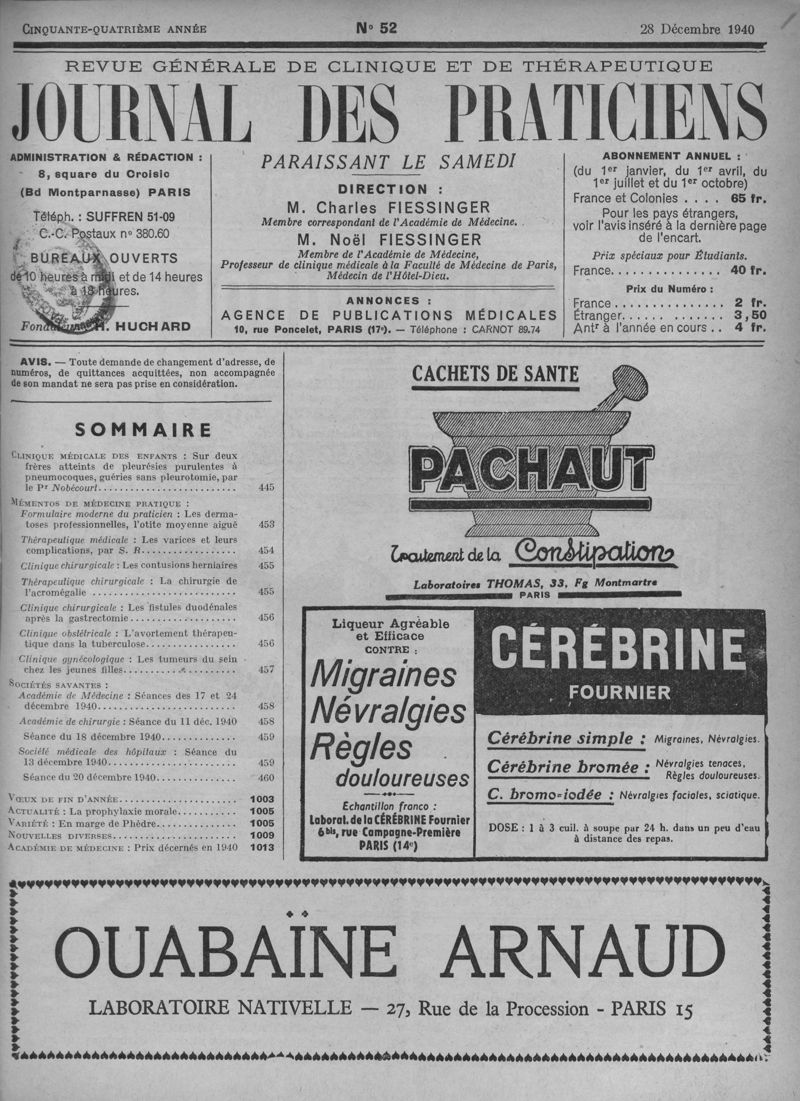 CINQUANTE-QUATRIÈME ANNÉE
N° 52
28 Décembre 1940
REVUE GÉNÉRALE DE CLINIQUE ET DE THÉRAPEUTIQUE
JOURNAL DES PRATICIENS
ADMINISTRATION & RÉDACTION :
8, square du Croisic
(Bd Montparnasse) PARIS
Téléph. : SUFFREN 51-09
C.-C. Postaux n° 380.60
BUREAUX OUVERTS
de 10 heures à midi et de 14 heures
à 18 heures.
Fondateur : H. HUCHARD
PARAISSANT LE SAMEDI
DIRECTION :
M. Charles FIESSINGER
Membre correspondant de l'Académie de Médecine.
M. Noël FIESSINGER
Membre de l'Académie de Médecine,
Professeur de clinique médicale à la Faculté de Médecine de Paris,
Médecin de l'Hôtel-Dieu.
ANNONCES :
AGENCE DE PUBLICATIONS MÉDICALES
10, rue Poncelet, PARIS (17e). — Téléphone : CARNOT 89.74
ABONNEMENT ANNUEL :
(du 1er janvier, du 1er avril, du
1er juillet et du 1er octobre)
France et Colonies .... 65 fr.
Pour les pays étrangers,
voir l'avis inséré à la dernière page
de l'encart.
Prix spéciaux pour Étudiants.
France.............. 40 fr.
Prix du Numéro :
France............... 2 fr.
Étranger...... ....... 3,50
Antr à l'année en cours .. 4 fr.
AVIS. — Toute demande de changement d'adresse, de
numéros, de quittances acquittées, non accompagnée
de son mandat ne sera pas prise en considération.
SOMMAIRE
CLINIQUE MÉDICALE DES ENFANTS : Sur deux
frères atteints de pleurésies purulentes à
pneumocoques, guéries sans pleurotomie, par
le Pr Nobécourt......................... 445
MÉMENTOS DE MÉDECINE PRATIQUE :
Formulaire moderne du praticien : Les derma-
toses professionnelles, l'otite moyenne aiguë 453
Thérapeutique médicale : Les varices et leurs
complications, par S. R................. 454
Clinique chirurgicale : Les contusions herniaires 455
Thérapeutique chirurgicale : La chirurgie de
l'acromégalie ......................... 455
Clinique chirurgicale : Les fistules duodénales
après la gastrectomie................... 456
Clinique obstétricale : L'avortement thérapeu-
tique dans la tuberculose................ 456
Clinique gynécologique : Les tumeurs du sein
chez les jeunes filles.................... 457
SOCIÉTÉS SAVANTES :
Académie de Médecine : Séances des 17 et 24
décembre 1940......................... 458
Académie de chirurgie : Séance du 11 déc. 1940 458
Séance du 18 décembre 1940............. 459
Société médicale des hôpitaux : Séance du
13 décembre 1940....................... 459
Séance du 20 décembre 1940............. 460
VŒUX DE FIN D'ANNÉE..................... 1003
ACTUALITÉ : La prophylaxie morale........... 1005
VARIÉTÉ : En marge de Phèdre.............. 1005
NOUVELLES DIVERSES...................... 1009
ACADÉMIE DE MÉDECINE : Prix décernés en 1940 1013
CACHETS DE SANTE
PACHAUT
Traitement de la Constipation
Laboratoires THOMAS, 33, Fg Montmartre
PARIS
Liqueur Agréable
et Efficace
CONTRE :
Migraines
Névralgies
Règles
douloureuses
Echantillon franco :
Laborat. de la CÉRÉBRINE Fournier
6bis, rue Campagne-Première
PARIS (14e)
CÉRÉBRINE
FOURNIER
Cérébrine simple : Migraines, Névralgies.
Cérébrine bromée : Névralgies tenaces,
Règles douloureuses.
C. bromo=iodée : Névralgies faciales, sciatique.
DOSE : 1 à 3 cuil. à soupe par 24 h. dans un peu d'eau
à distance des repas.
OUABAÏNE ARNAUD
LABORATOIRE NATIVELLE — 27, Rue de la Procession - PARIS 15